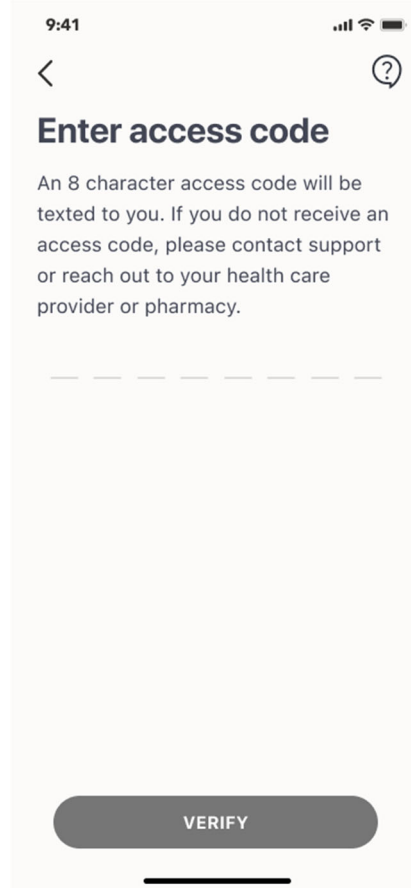 9:41
Enter access code
An 8 character access code will be
texted to you. If you do not receive an
access code, please contact support
or reach out to your health care
provider or pharmacy.
VERIFY